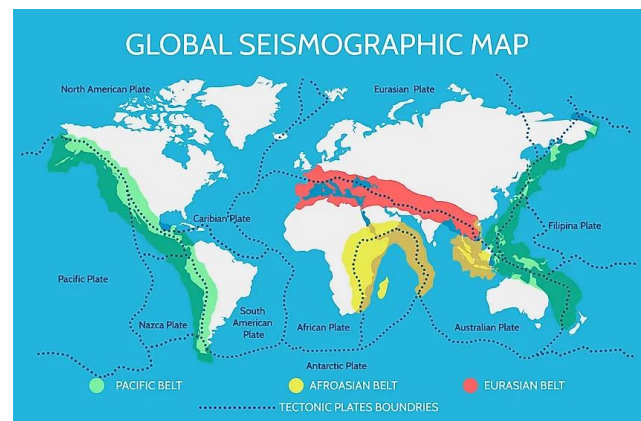 GLOBAL SEISMOGRAPHIC MAP
North American Plate
Eurasian Plate
Caribian Plate
Filipina Plate
Pacific Plate
Nazca Plate
South
American
Plate
African Plate
Australian Plate
Antarctic Plate
PACIFIC BELT
AFROASIAN BELT
EURASIAN BELT
TECTONIC PLATES BOUNDRIES